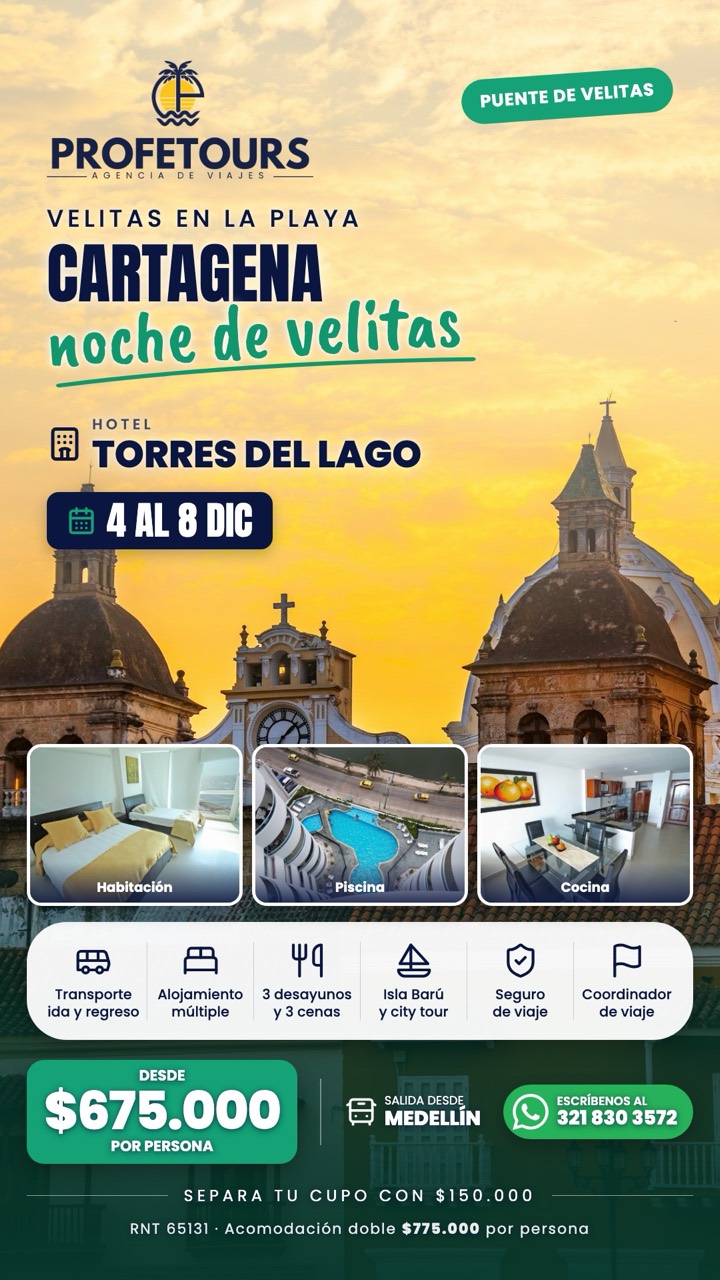 PUENTE DE VELITAS
PROFETOURS
AGENCIA DE VIAJES
VELITAS EN LA PLAYA
CARTAGENA
noche de velitas
HOTEL
TORRES DEL LAGO
4 AL 8 DIC
Habitación
Piscina
Cocina
Transporte
ida y regreso
Alojamiento
múltiple
3 desayunos
y 3 cenas
Isla Barú
y city tour
Seguro
de viaje
Coordinador
de viaje
DESDE
$675.000
POR PERSONA
SALIDA DESDE
MEDELLÍN
ESCRÍBENOS AL
321 830 3572
SEPARA TU CUPO CON $150.000
RNT 65131 · Acomodación doble $775.000 por persona